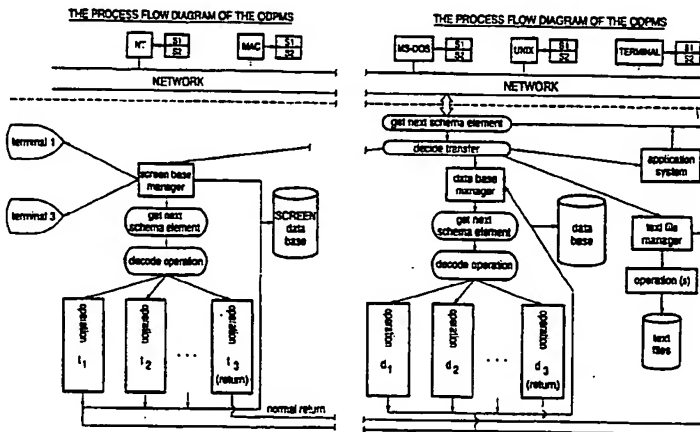 THE PROCESS FLOW DIAGRAM OF THE ODPMS
NT
S1
S2
MAC
S1
S2
NETWORK
terminal 1
terminal 3
screen base
manager
get next
schema element
decode operation
SCREEN
data
base
operation
t1
operation
t2
...
operation
t3
(return)
normal return
THE PROCESS FLOW DIAGRAM OF THE ODPMS
MS-DOS
S1
S2
UNIX
S1
S2
TERMINAL
S1
S2
NETWORK
get next schema element
decide transfer
application
system
data base
manager
get next
schema element
decode operation
data
base
text file
manager
operation (s)
text
files
operation
d1
operation
d2
...
operation
d3
(return)